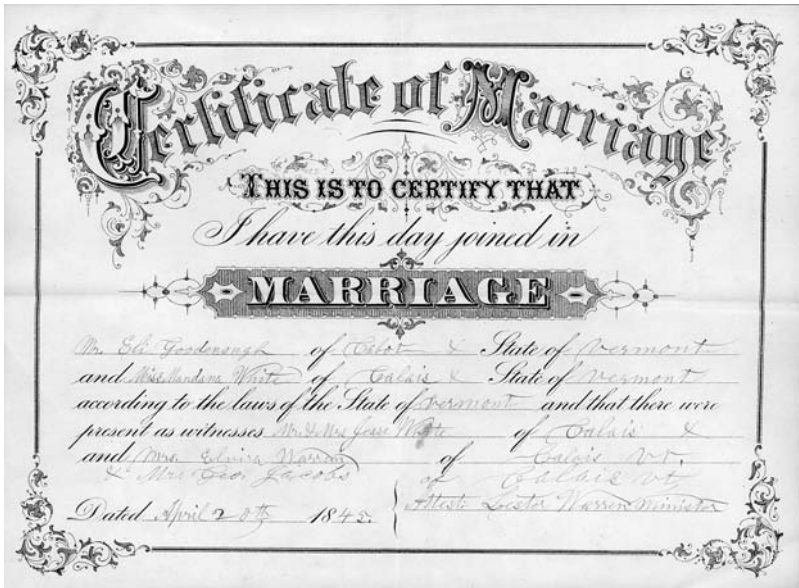 Certificate of Marriage
THIS IS TO CERTIFY THAT
I have this day joined in
MARRIAGE
Mr. Eli Goodenough of Cabot & State of Vermont
and Miss Mandana White of Calais & State of Vermont
according to the laws of the State of Vermont and that there were
present as witnesses Mr. & Mrs Jesse White of Calais &
and Mrs. Elvira Warren of Calais Vt.
& Mrs Geo. Jacobs of Calais Vt
Dated April 20th 1845. Attest Lester Warren Minister